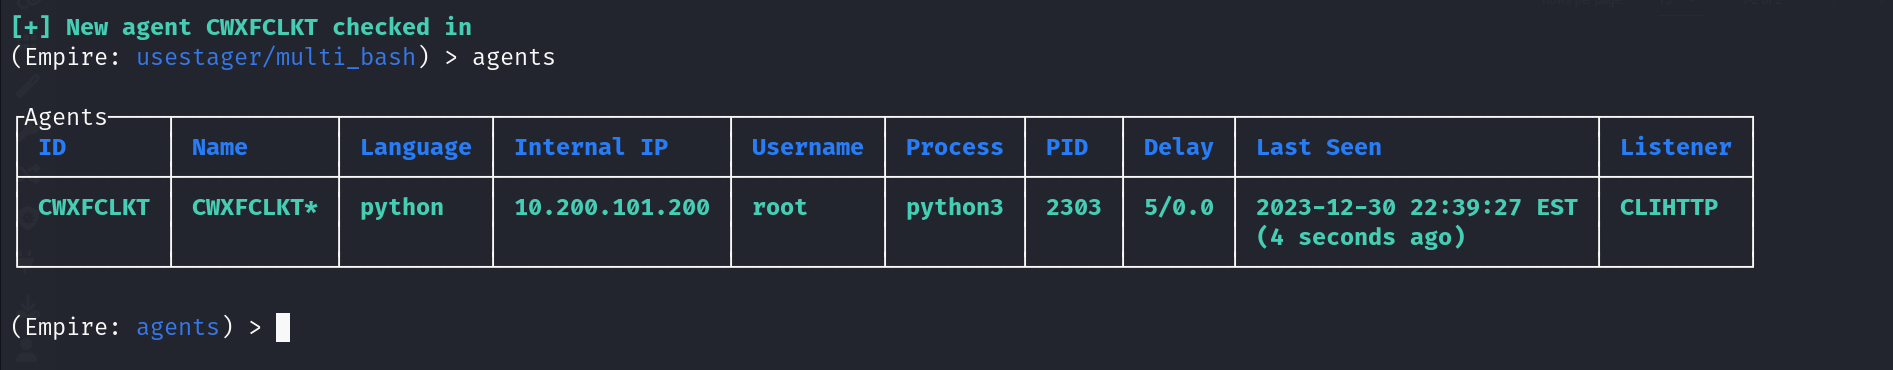 [+] New agent CWXFCLKT checked in
(Empire: usestager/multi_bash) > agents
Agents
ID Name Language Internal IP Username Process PID Delay Last Seen Listener
CWXFCLKT CWXFCLKT* python 10.200.101.200 root python3 2303 5/0.0 2023-12-30 22:39:27 EST CLIHTTP
(4 seconds ago)
(Empire: agents) >